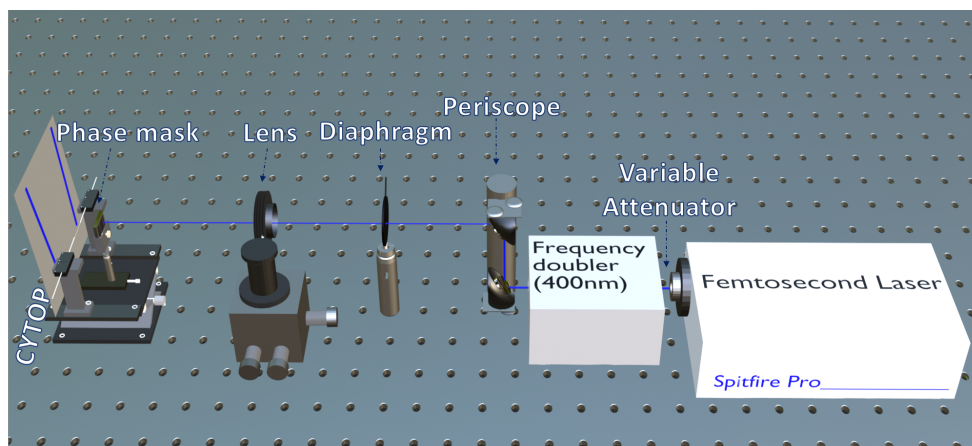 Periscope
Phase mask
Lens
Diaphragm
Variable
Attenuator
Frequency
doubler
(400nm)
Femtosecond Laser
CYTOP
Spitfire Pro